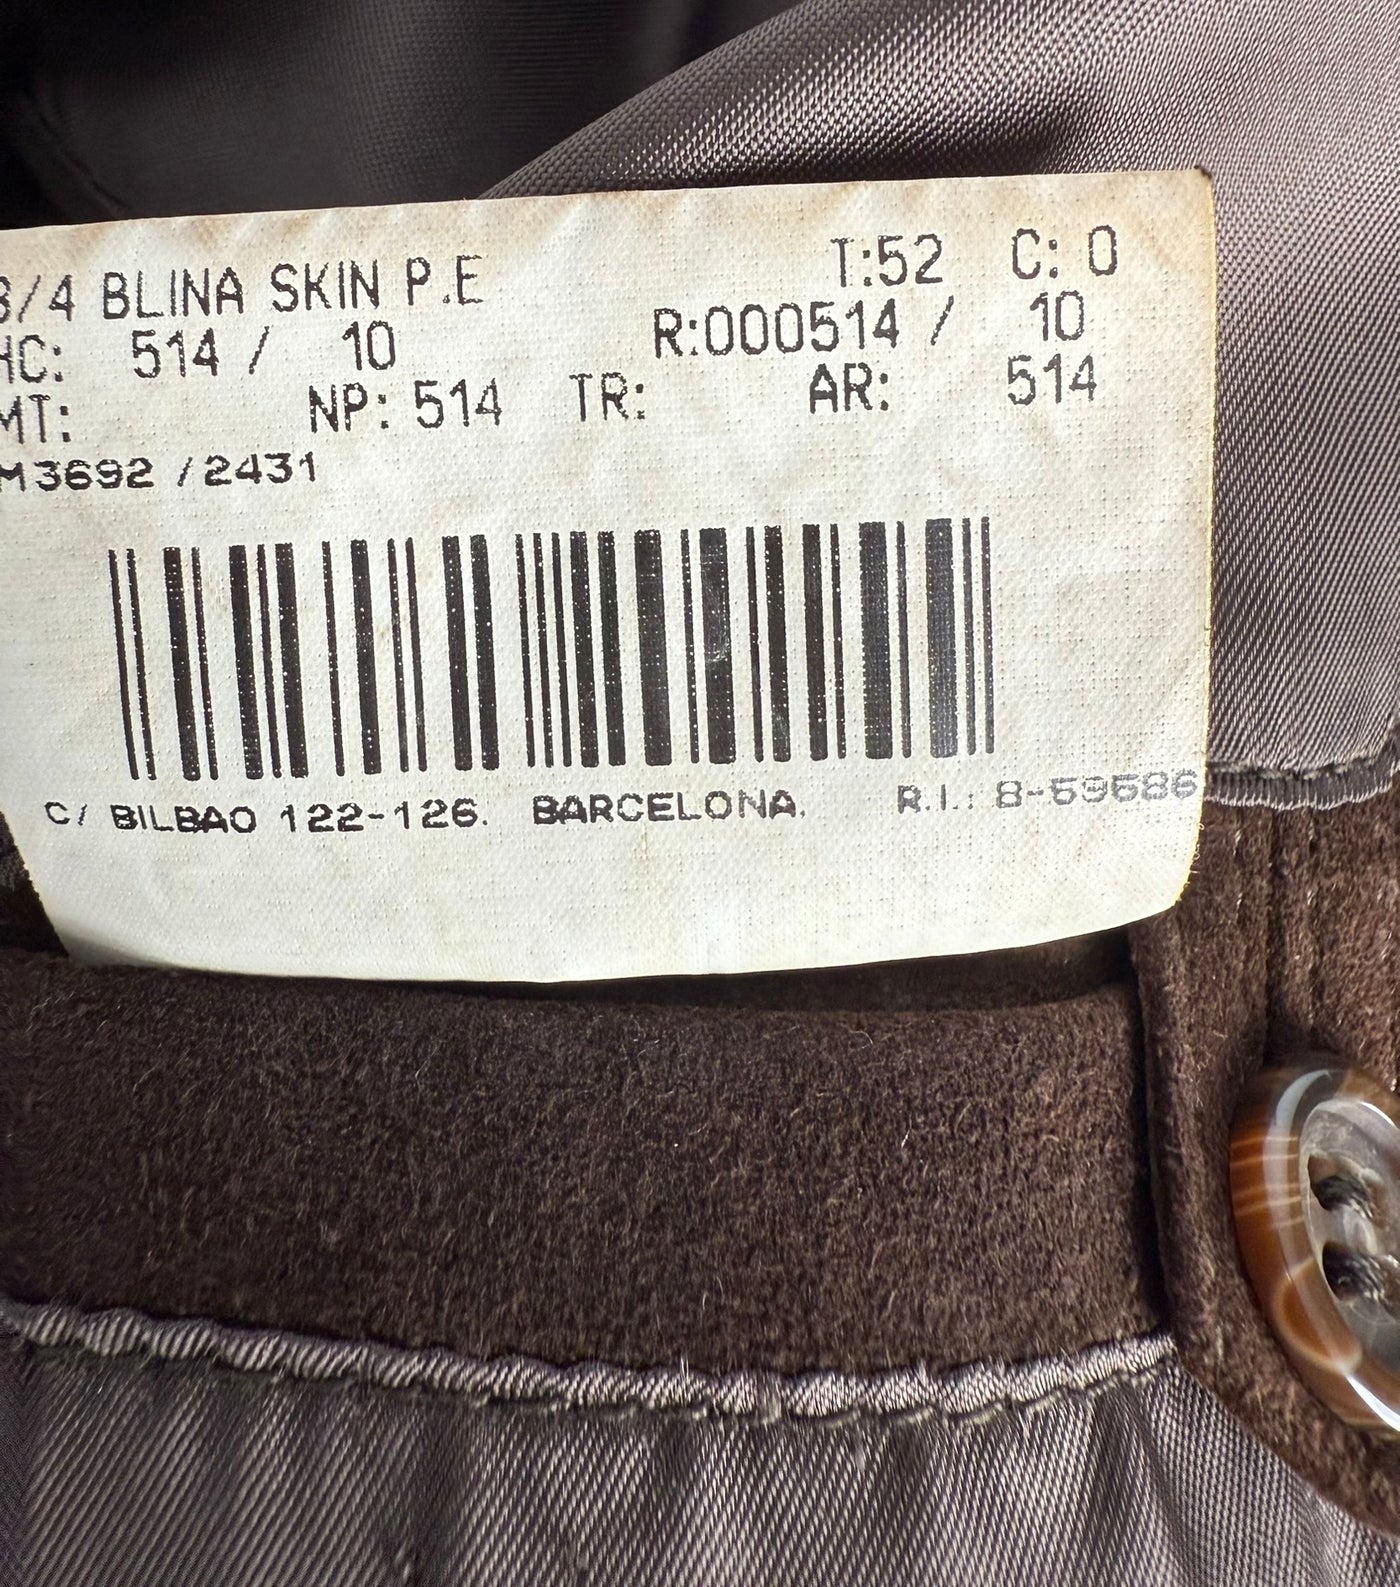 3/4 BLINA SKIN P.E T:52 C: 0
HC: 514 / 10 R:000514 / 10
MT: NP: 514 TR: AR: 514
M3692 /2431
C/ BILBAO 122-126. BARCELONA. R.I.: 8-59586